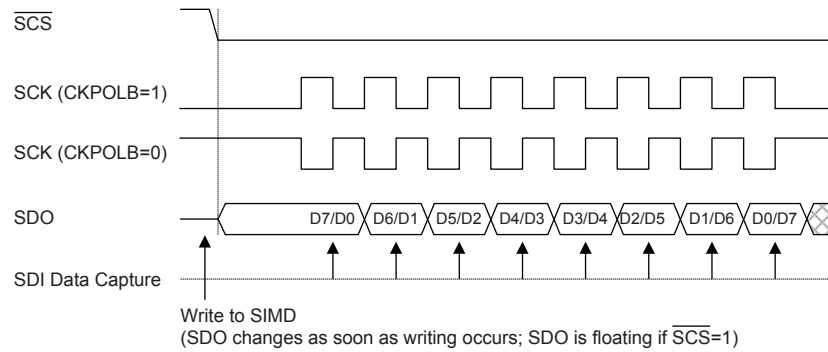 S̅C̅S̅
SCK (CKPOLB=1)
SCK (CKPOLB=0)
SDO D7/D0 D6/D1 D5/D2 D4/D3 D3/D4 D2/D5 D1/D6 D0/D7
SDI Data Capture
Write to SIMD
(SDO changes as soon as writing occurs; SDO is floating if S̅C̅S̅=1)